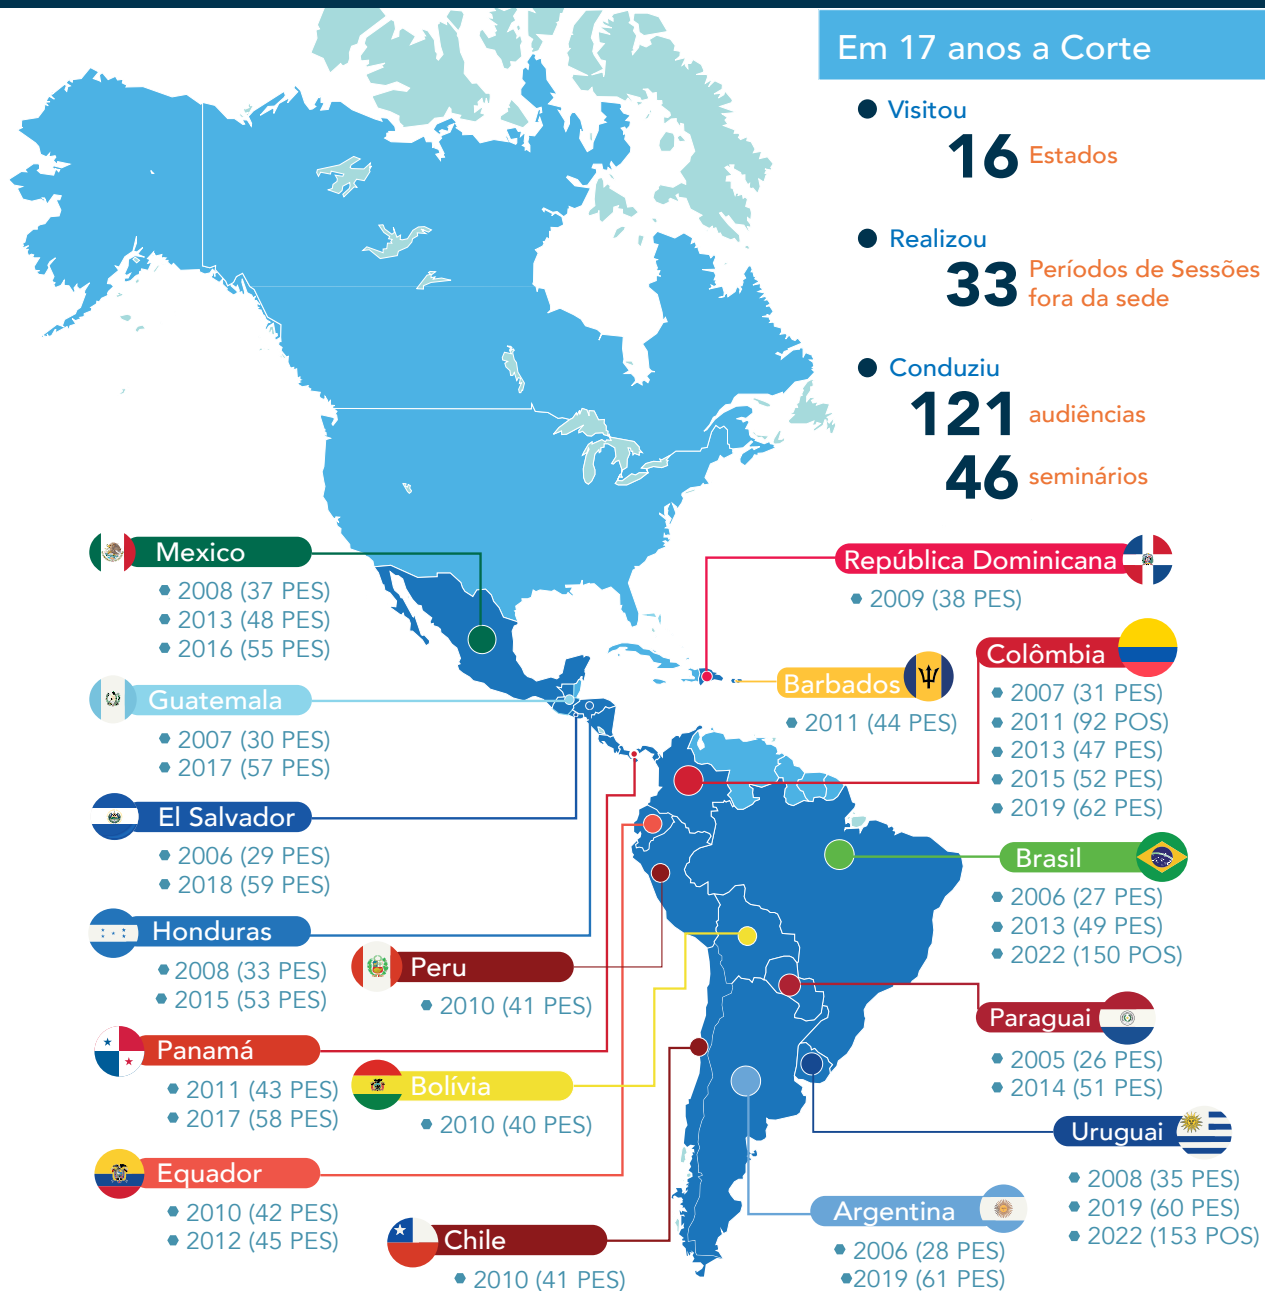 Em 17 anos a Corte
Visitou
16 Estados
Realizou
33 Períodos de Sessões
fora da sede
Conduziu
121 audiências
46 seminários
Mexico
2008 (37 PES)
2013 (48 PES)
2016 (55 PES)
Guatemala
2007 (30 PES)
2017 (57 PES)
El Salvador
2006 (29 PES)
2018 (59 PES)
Honduras
2008 (33 PES)
2015 (53 PES)
Panamá
2011 (43 PES)
2017 (58 PES)
Equador
2010 (42 PES)
2012 (45 PES)
Peru
2010 (41 PES)
Bolívia
2010 (40 PES)
Chile
2010 (41 PES)
República Dominicana
2009 (38 PES)
Barbados
2011 (44 PES)
Colômbia
2007 (31 PES)
2011 (92 POS)
2013 (47 PES)
2015 (52 PES)
2019 (62 PES)
Brasil
2006 (27 PES)
2013 (49 PES)
2022 (150 POS)
Paraguai
2005 (26 PES)
2014 (51 PES)
Uruguai
2008 (35 PES)
2019 (60 PES)
2022 (153 POS)
Argentina
2006 (28 PES)
2019 (61 PES)